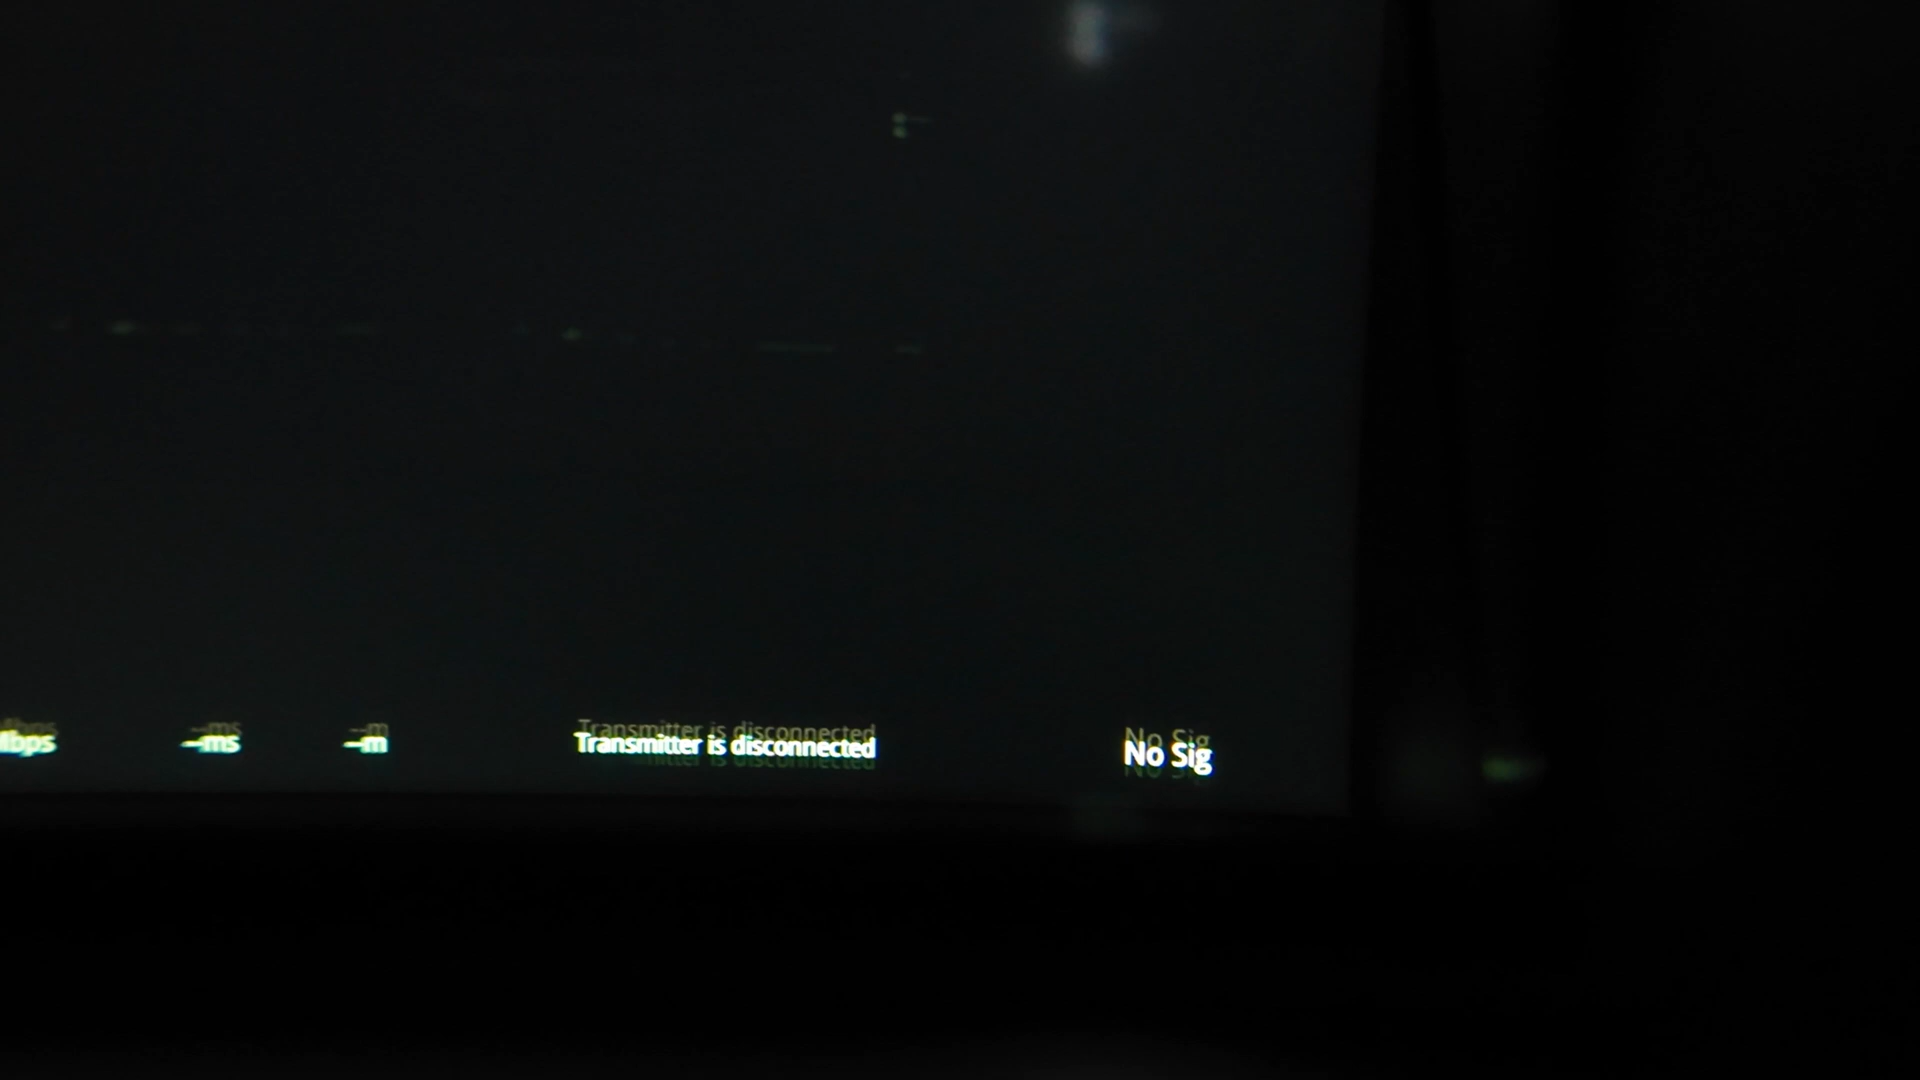 Mbps --ms --m Transmitter is disconnected No Sig